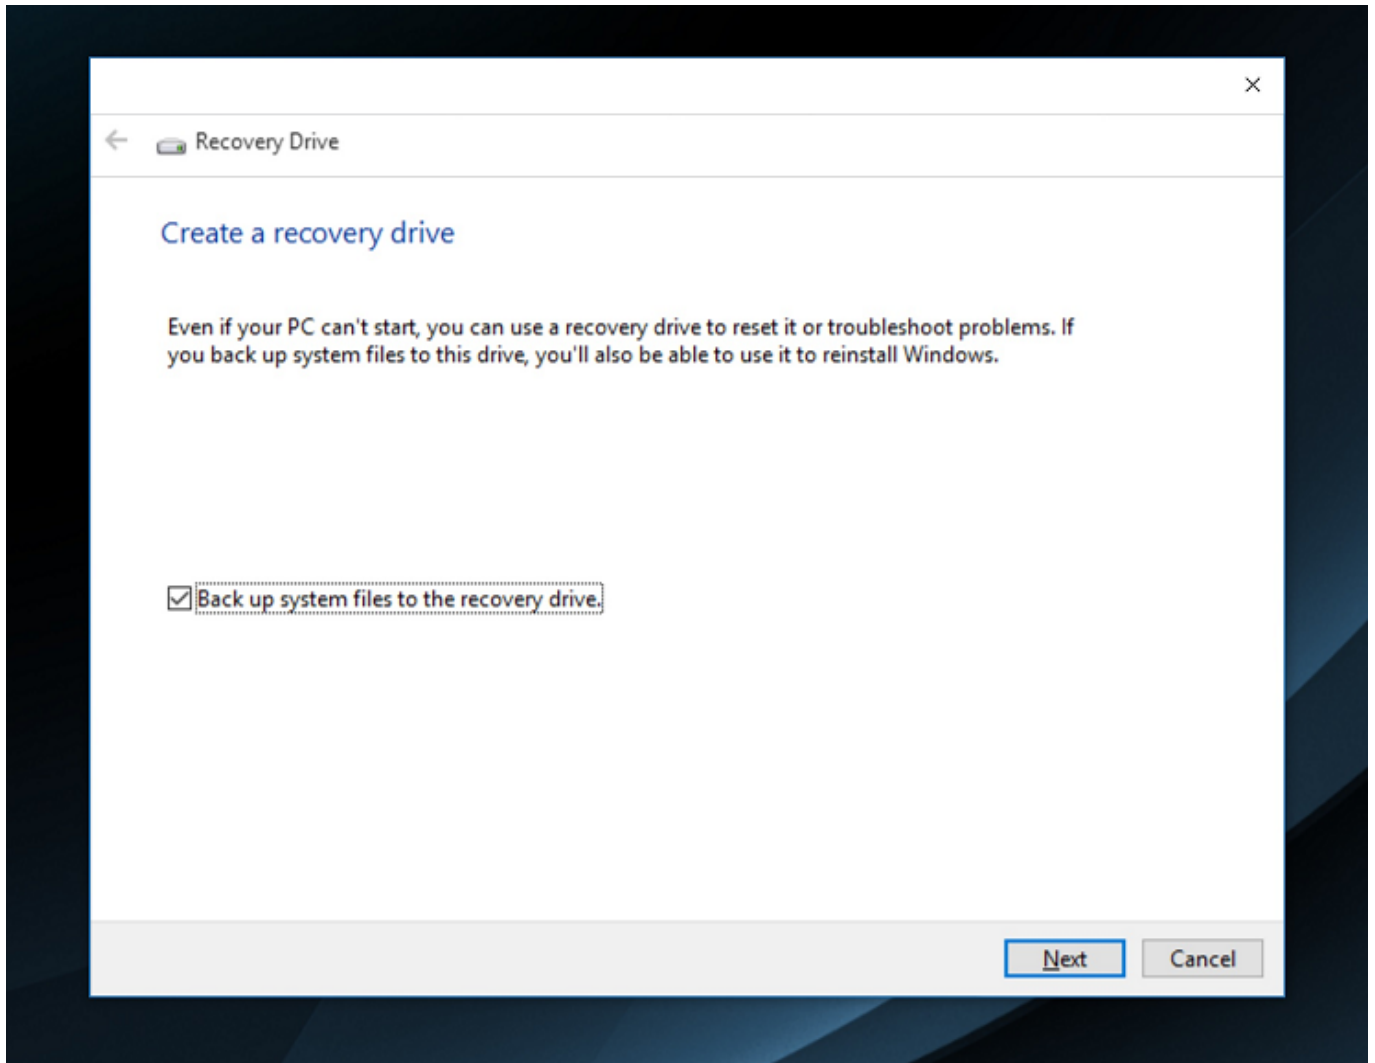 Recovery Drive
Create a recovery drive
Even if your PC can't start, you can use a recovery drive to reset it or troubleshoot problems. If
you back up system files to this drive, you'll also be able to use it to reinstall Windows.
Back up system files to the recovery drive.
Next Cancel